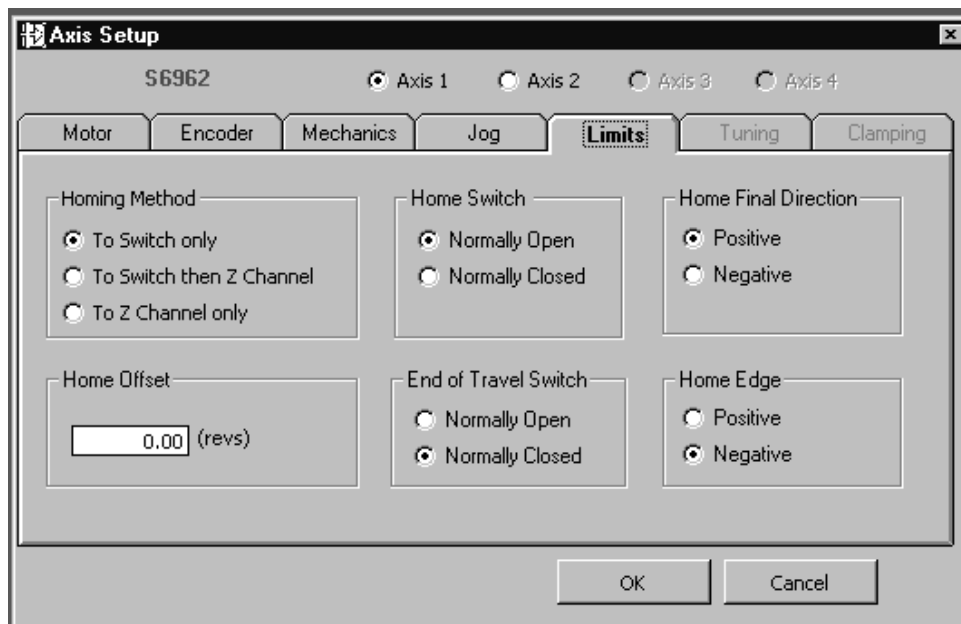 Axis Setup
S6962 Axis 1 Axis 2 Axis 3 Axis 4
Motor Encoder Mechanics Jog Limits Tuning Clamping
Homing Method
To Switch only
To Switch then Z Channel
To Z Channel only
Home Switch
Normally Open
Normally Closed
Home Final Direction
Positive
Negative
Home Offset
0.00 (revs)
End of Travel Switch
Normally Open
Normally Closed
Home Edge
Positive
Negative
OK Cancel